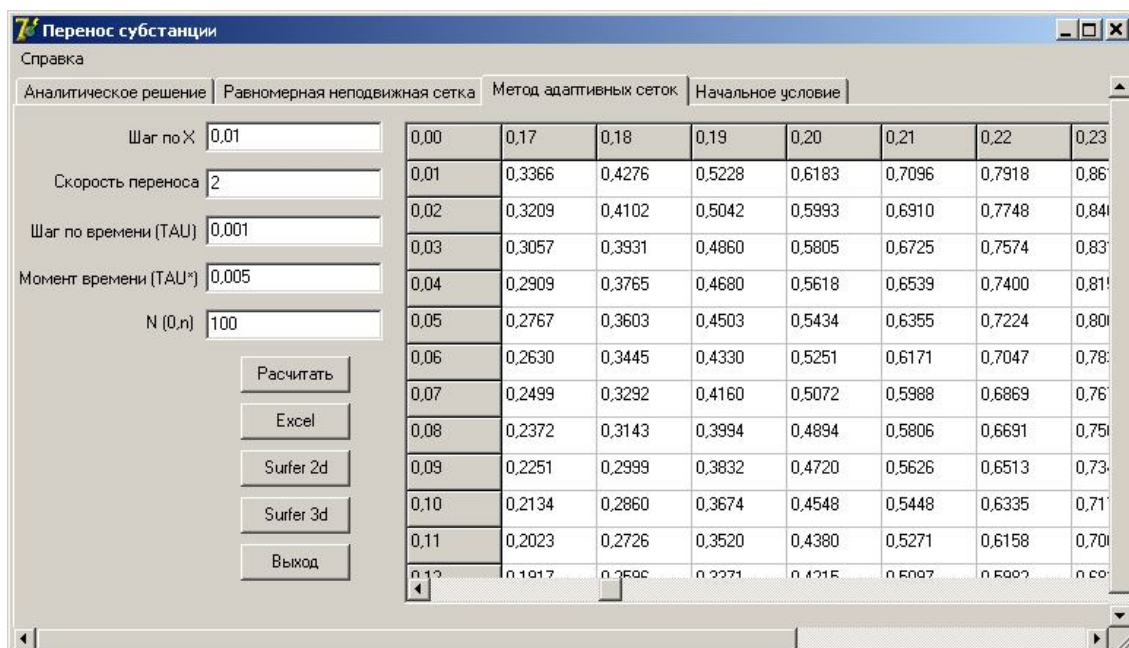 Перенос субстанции
Справка
Аналитическое решение Равномерная неподвижная сетка Метод адаптивных сеток Начальное условие
Шаг по X 0,01
Скорость переноса 2
Шаг по времени (TAU) 0,001
Момент времени (TAU*) 0,005
N (0,n) 100
Расчитать
Excel
Surfer 2d
Surfer 3d
Выход
0,00 0,17 0,18 0,19 0,20 0,21 0,22 0,23
0,01 0,3366 0,4276 0,5228 0,6183 0,7096 0,7918
0,02 0,3209 0,4102 0,5042 0,5993 0,6910 0,7748
0,03 0,3057 0,3931 0,4860 0,5805 0,6725 0,7574
0,04 0,2909 0,3765 0,4680 0,5618 0,6539 0,7400
0,05 0,2767 0,3603 0,4503 0,5434 0,6355 0,7224
0,06 0,2630 0,3445 0,4330 0,5251 0,6171 0,7047
0,07 0,2499 0,3292 0,4160 0,5072 0,5988 0,6869
0,08 0,2372 0,3143 0,3994 0,4894 0,5806 0,6691
0,09 0,2251 0,2999 0,3832 0,4720 0,5626 0,6513
0,10 0,2134 0,2860 0,3674 0,4548 0,5448 0,6335
0,11 0,2023 0,2726 0,3520 0,4380 0,5271 0,6158